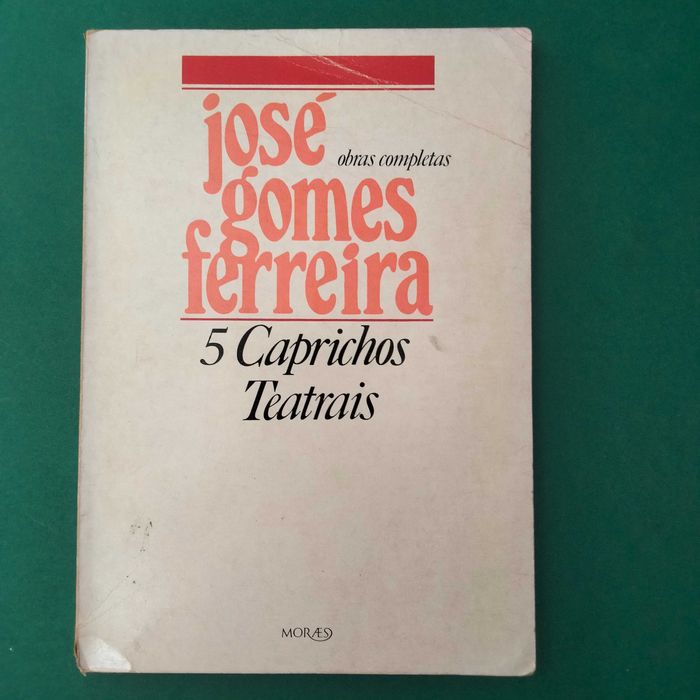 josé
obras completas
gomes
ferreira
5 Caprichos
Teatrais
MORÆS